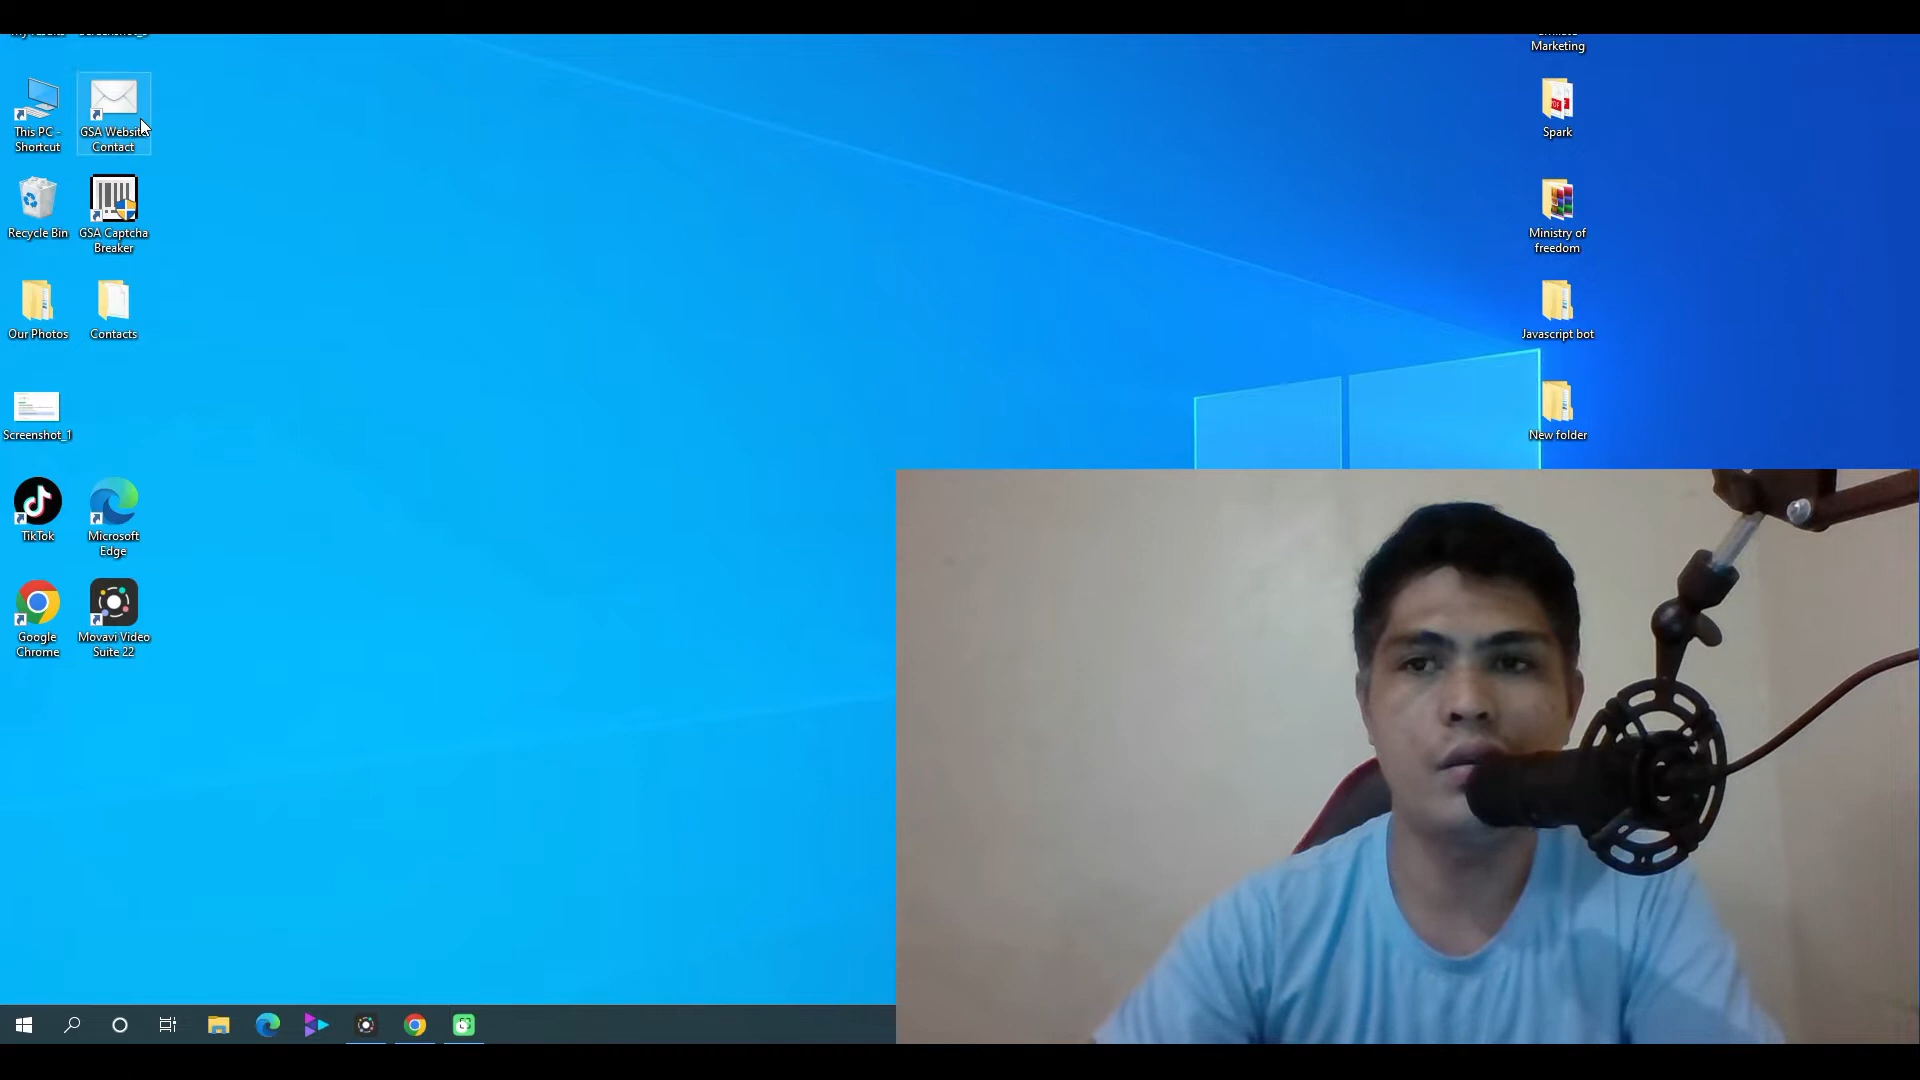 Marketing
This PC -
Shortcut
GSA Website
Contact
Spark
Recycle Bin
GSA Captcha
Breaker
Ministry of
freedom
Our Photos
Contacts
Javascript bot
Screenshot_1
New folder
TikTok
Microsoft
Edge
Google
Chrome
Movavi Video
Suite 22